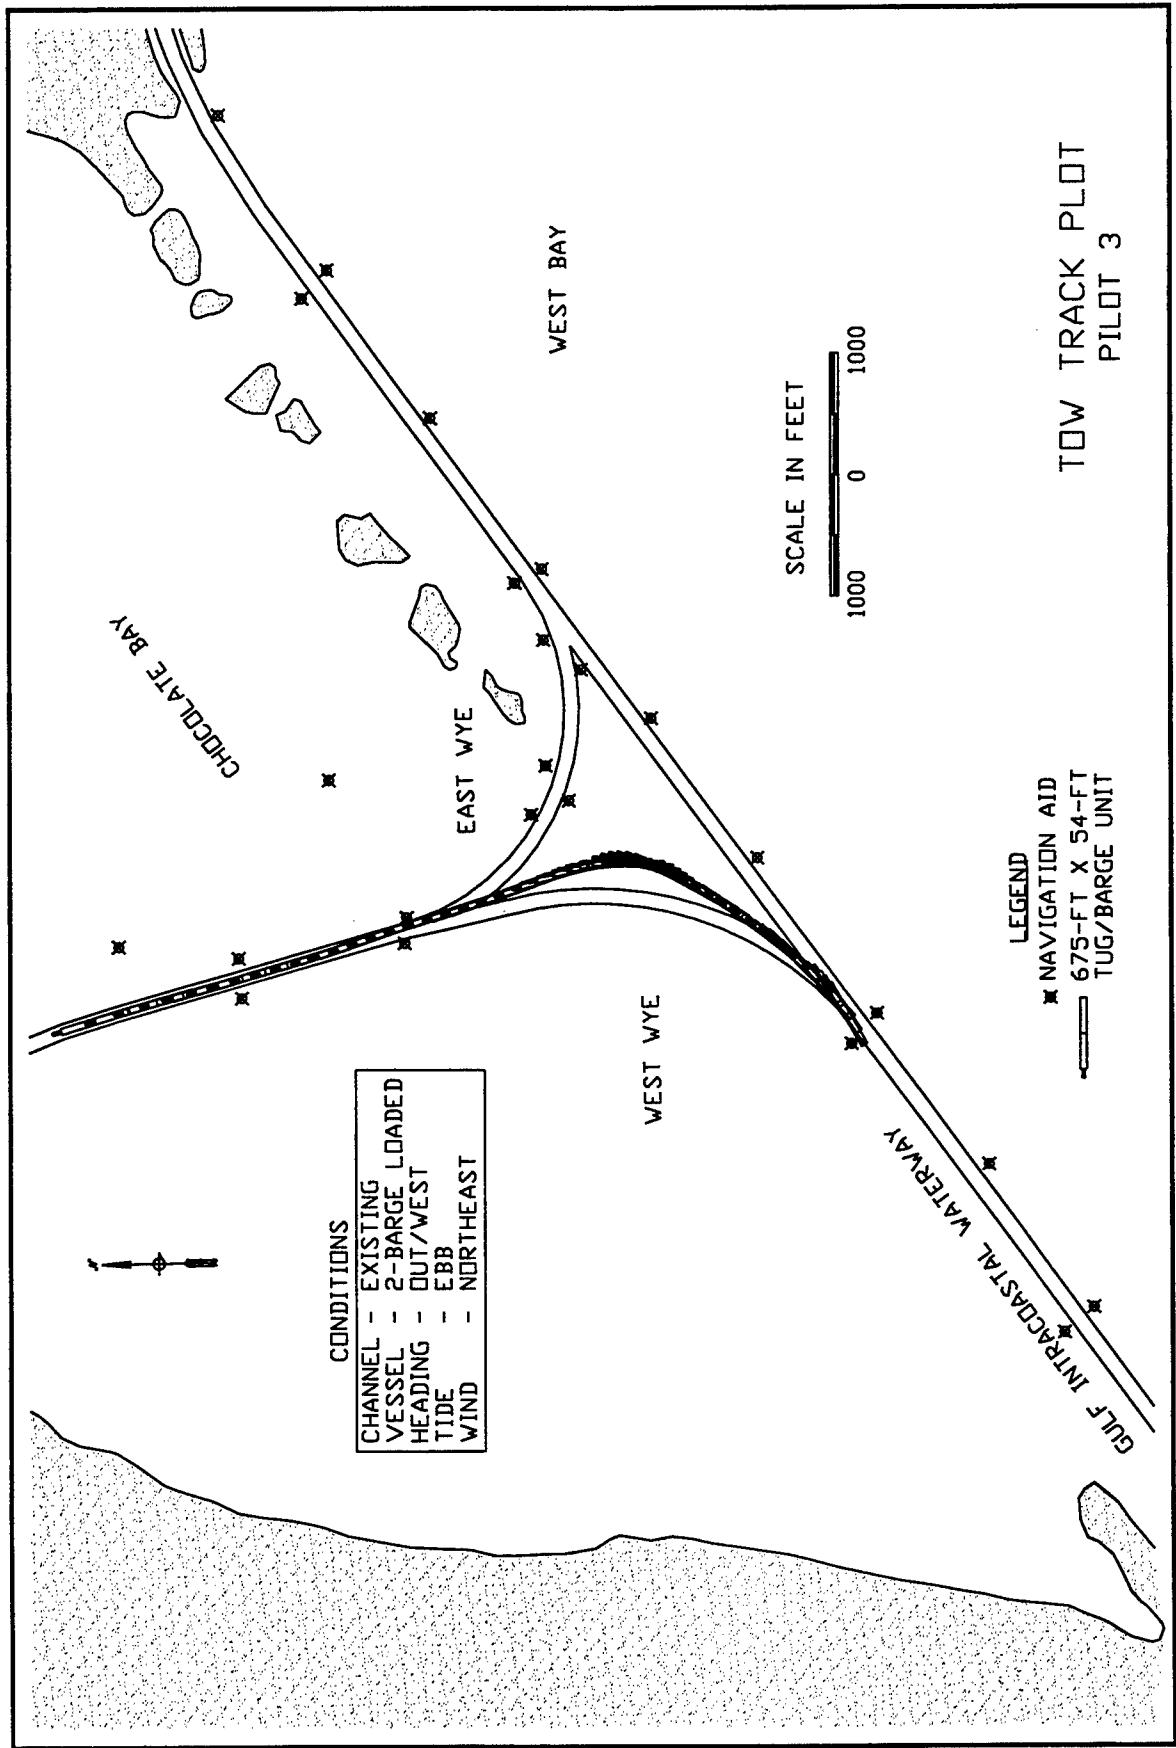 CHOCOLATE BAY
EAST WYE
WEST BAY
WEST WYE
GULF INTRACOASTAL WATERWAY
N
CONDITIONS
CHANNEL - EXISTING
VESSEL - 2-BARGE LOADED
HEADING - OUT/WEST
TIDE - EBB
WIND - NORTHEAST
SCALE IN FEET
1000 0 1000
LEGEND
NAVIGATION AID
675-FT X 54-FT
TUG/BARGE UNIT
TOW TRACK PLOT
PILOT 3